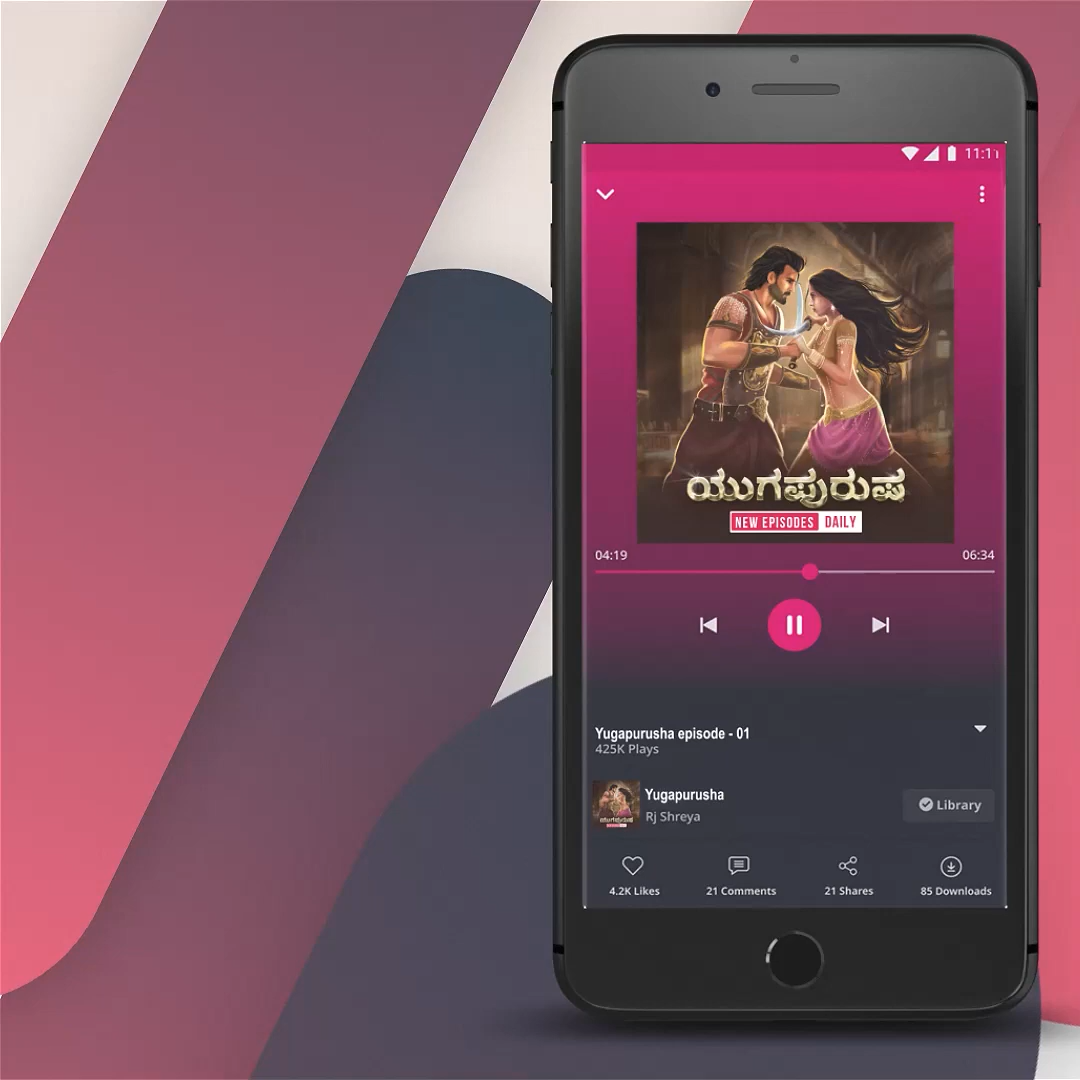 11:11
ಯುಗಪುರುಷ
NEW EPISODES DAILY
04:19 06:34
Yugapurusha episode - 01
425K Plays
Yugapurusha
Rj Shreya
Library
4.2K Likes 21 Comments 21 Shares 85 Downloads